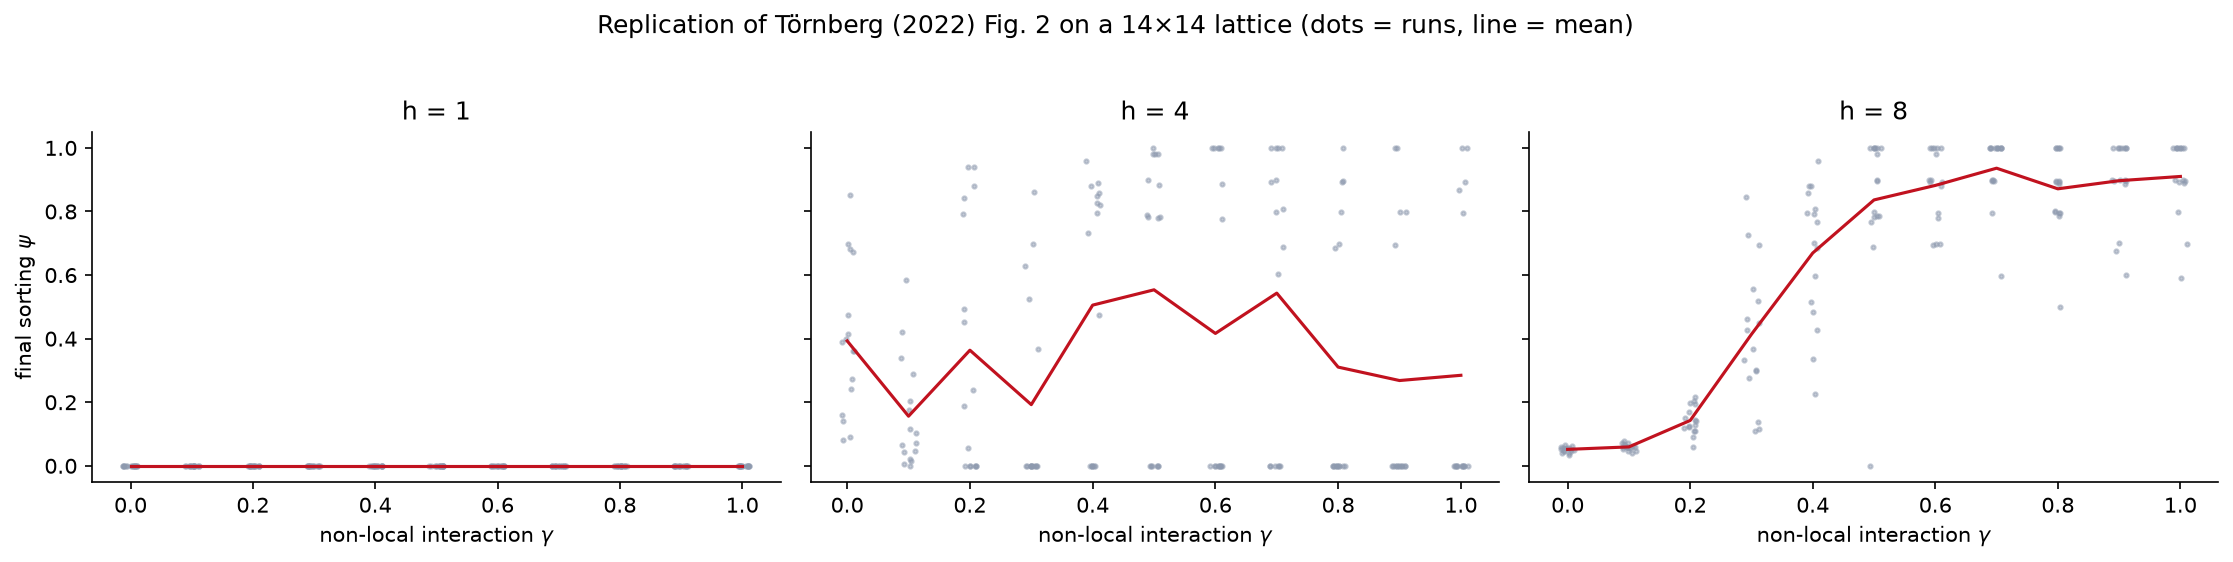 Replication of Törnberg (2022) Fig. 2 on a 14×14 lattice (dots = runs, line = mean)
h = 1
h = 4
h = 8
final sorting ψ
1.0
0.8
0.6
0.4
0.2
0.0
0.0 0.2 0.4 0.6 0.8 1.0
0.0 0.2 0.4 0.6 0.8 1.0
0.0 0.2 0.4 0.6 0.8 1.0
non-local interaction γ
non-local interaction γ
non-local interaction γ